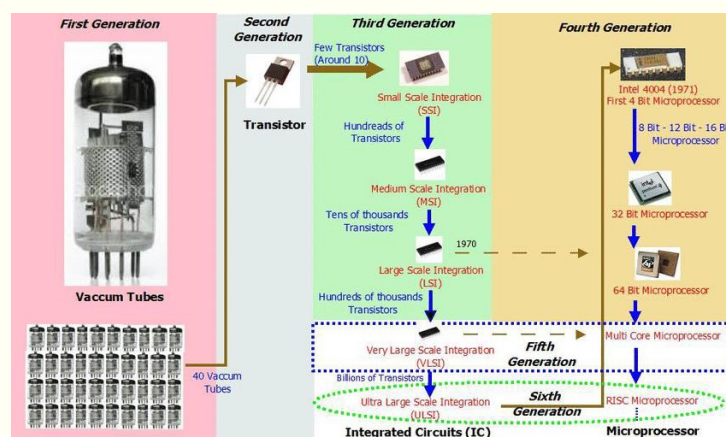 First Generation
Vaccum Tubes
40 Vaccum
Tubes
Second
Generation
Transistor
Third Generation
Few Transistors
(Around 10)
Small Scale Integration
(SSI)
Hundreads of
Transistors
Medium Scale Integration
(MSI)
Tens of thousands
Transistors
1970
Large Scale Integration
(LSI)
Hundreds of thousands
Transistors
Very Large Scale Integration
(VLSI)
Billions of Transistors
Ultra Large Scale Integration
(ULSI)
Integrated Circuits (IC)
Fourth Generation
Intel 4004 (1971)
First 4 Bit Microprocessor
8 Bit - 12 Bit - 16 B
Microprocessor
32 Bit Microprocessor
64 Bit Microprocessor
Fifth
Generation
Multi Core Microprocessor
Sixth
Generation
RISC Microprocessor
Microprocessor